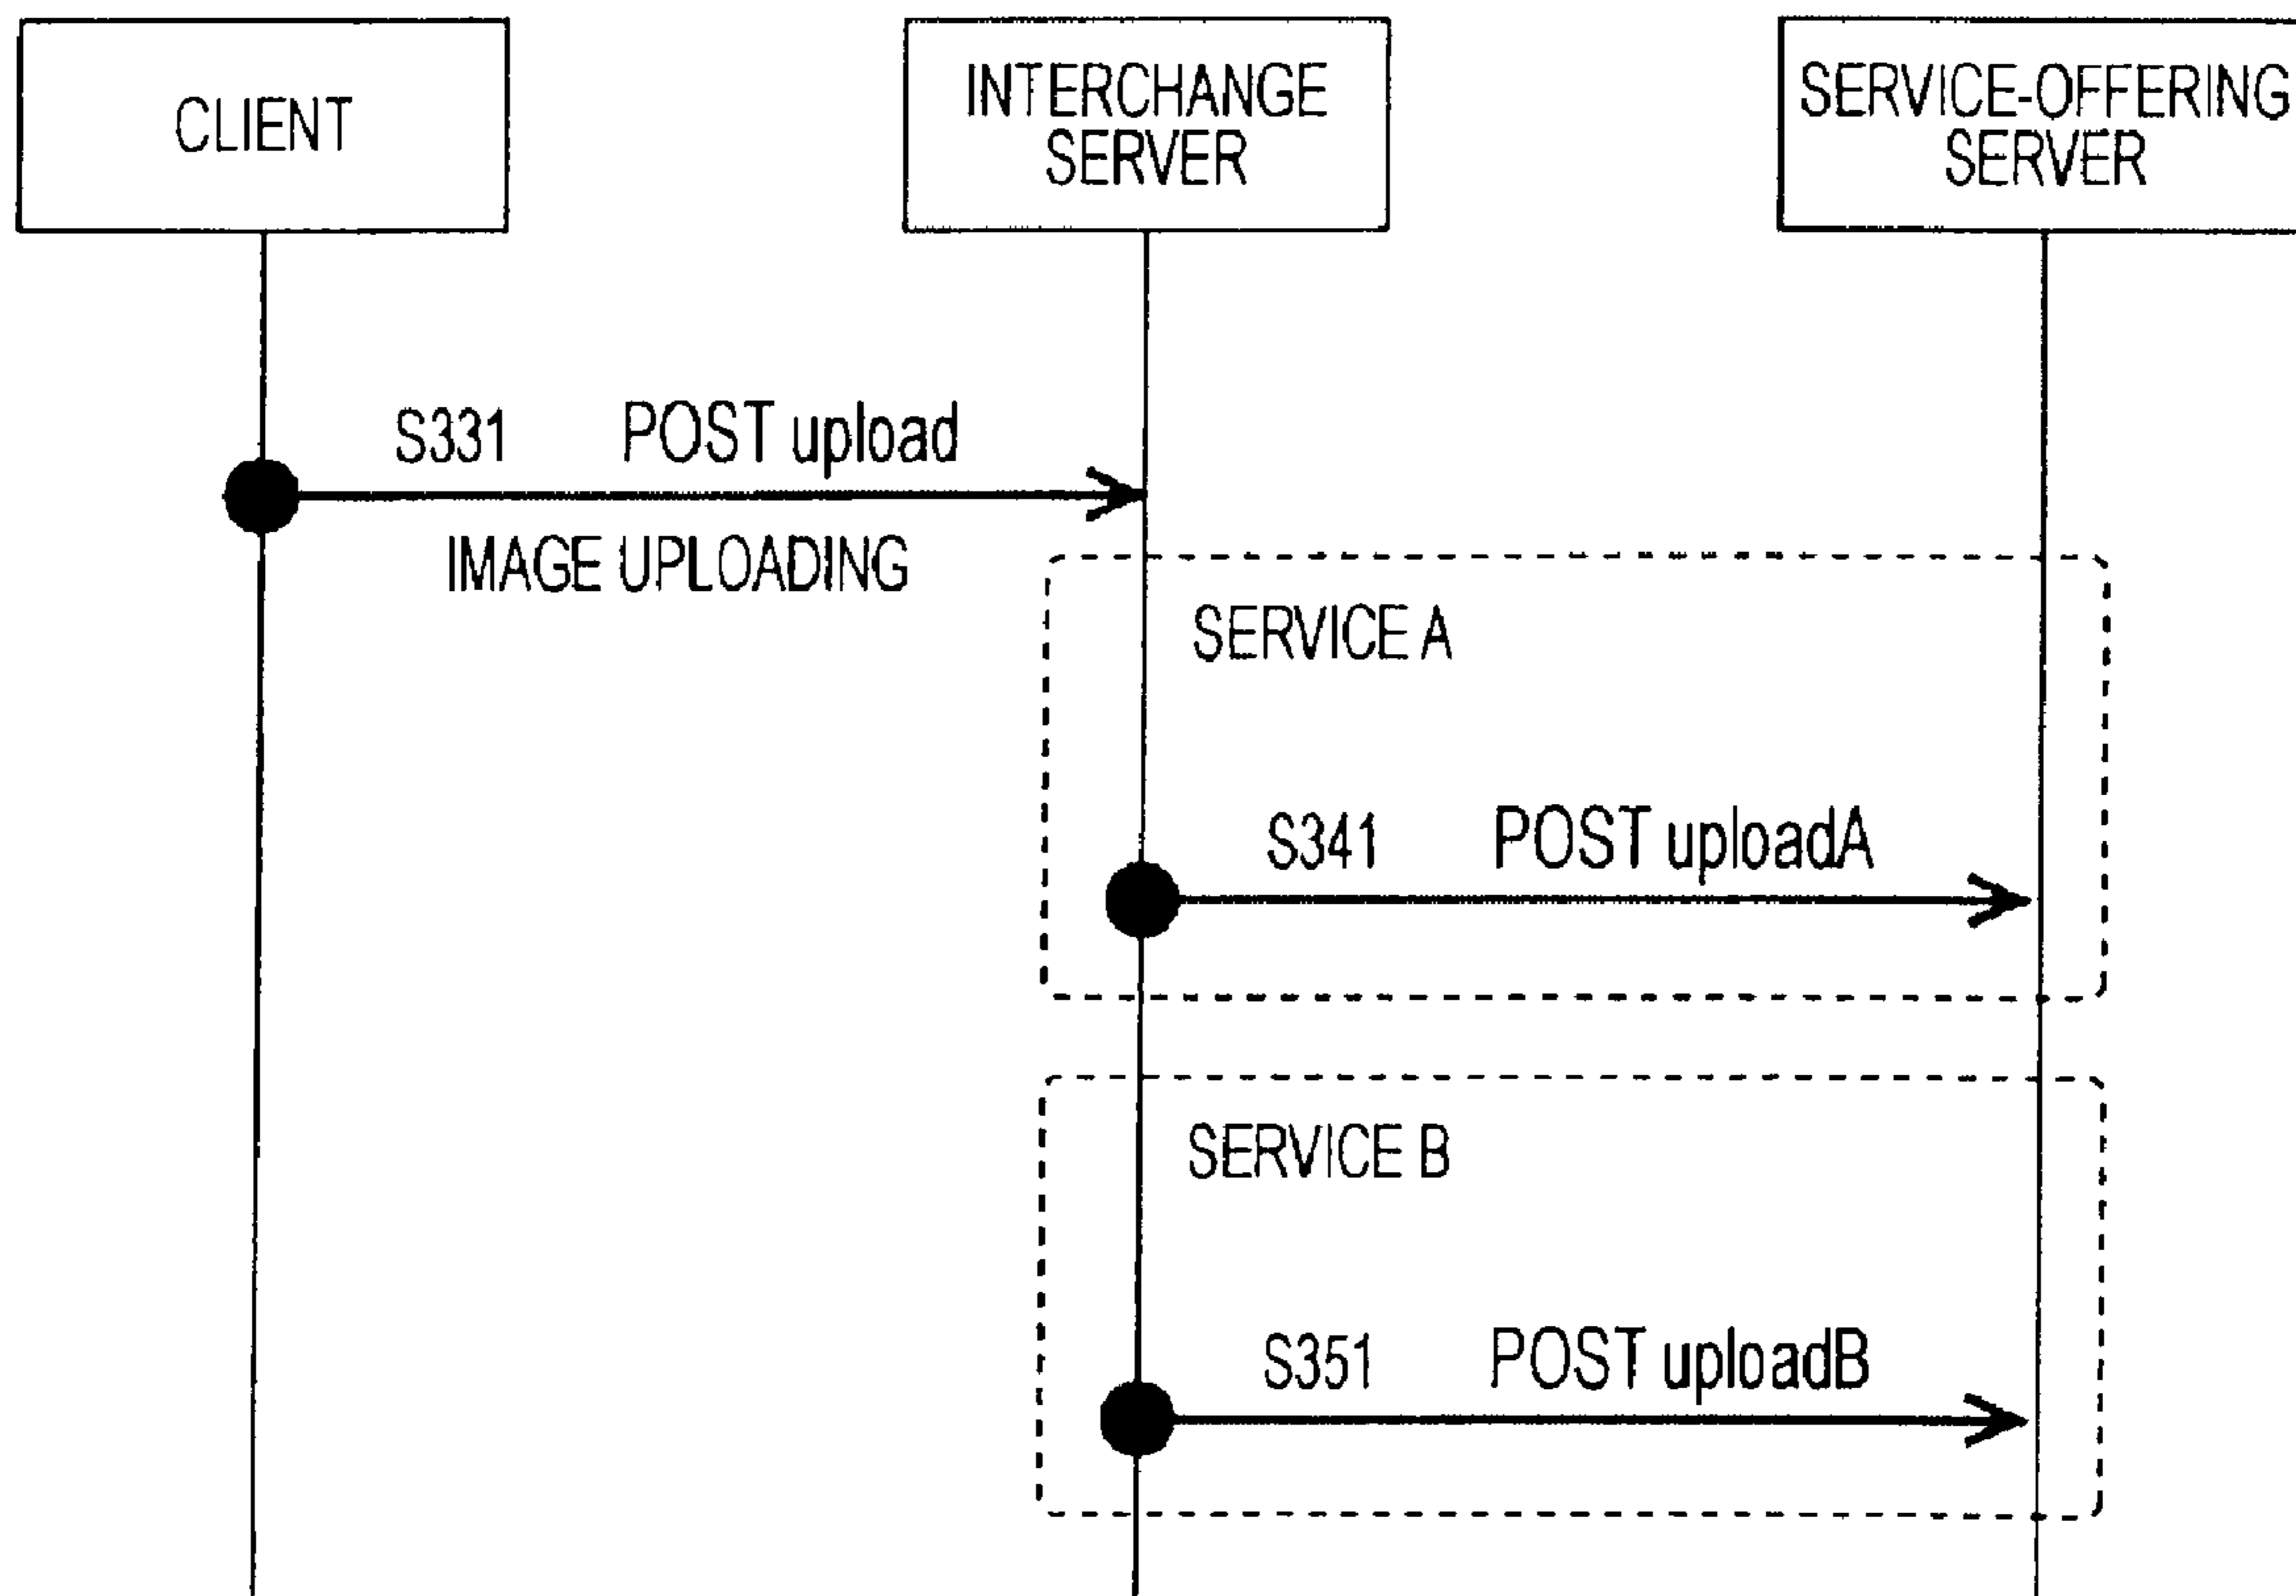 CLIENT
INTERCHANGE
SERVER
SERVICE-OFFERING
SERVER
S331 POST upload
IMAGE UPLOADING
SERVICE A
S341 POST uploadA
SERVICE B
S351 POST uploadB